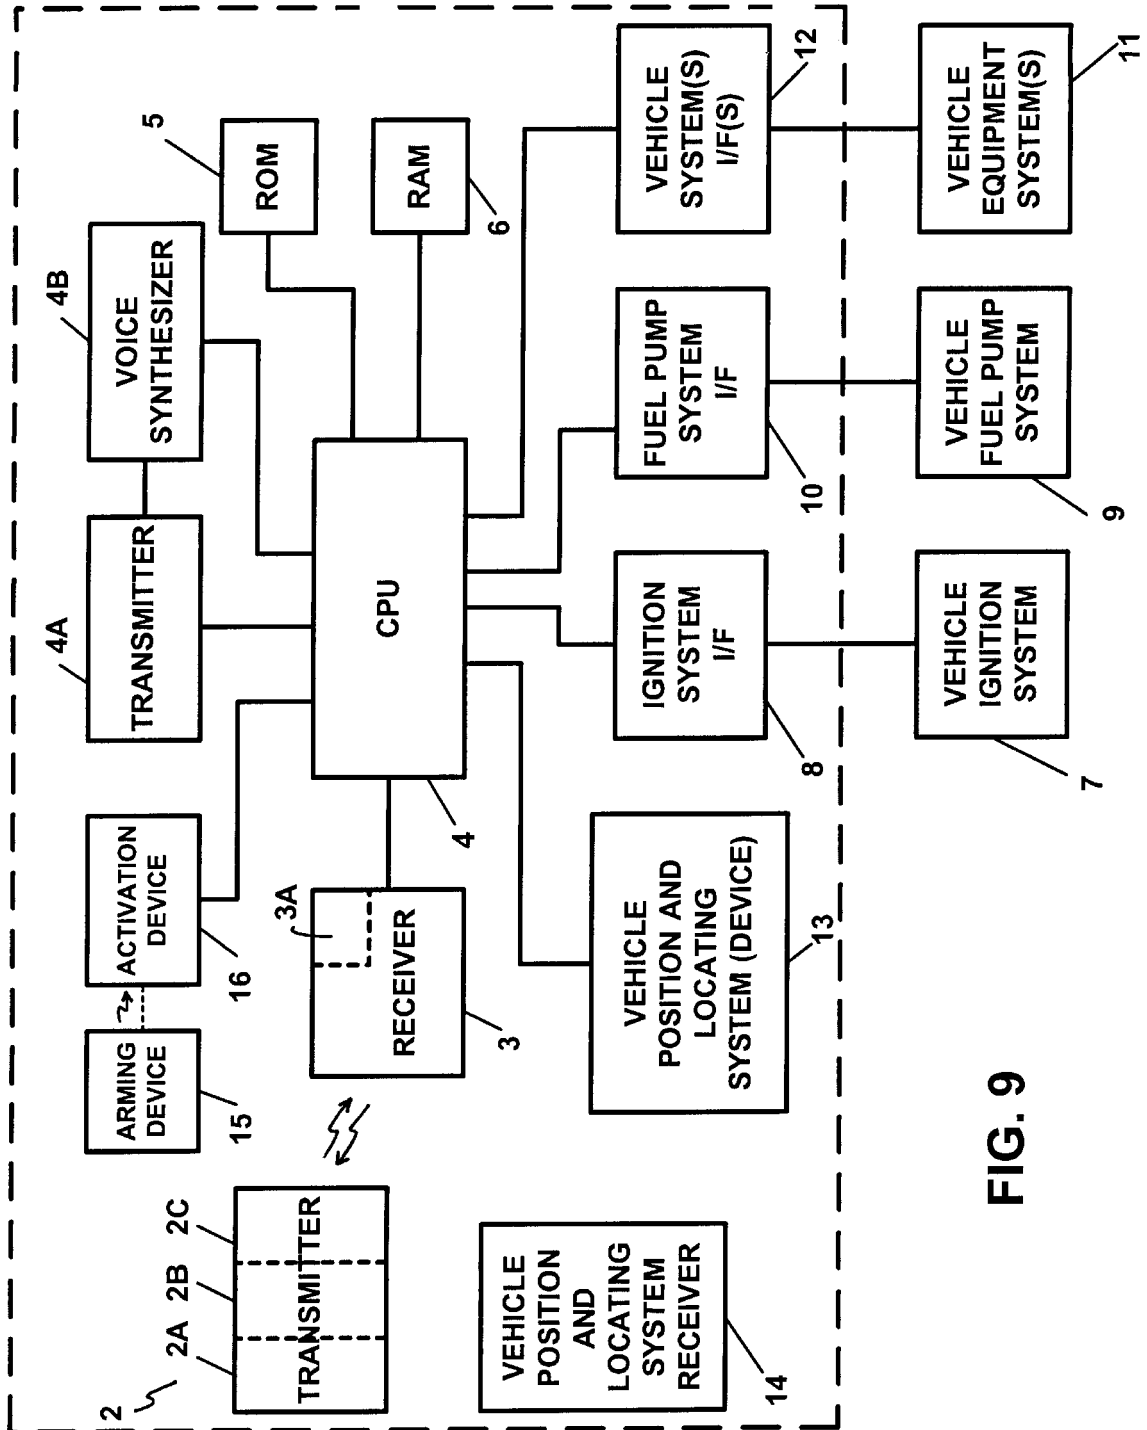 2
2A
2B
2C
TRANSMITTER
ARMING
DEVICE
15
ACTIVATION
DEVICE
16
4A
TRANSMITTER
4B
VOICE
SYNTHESIZER
5
ROM
RAM
6
3A
RECEIVER
3
CPU
4
VEHICLE
POSITION
AND
LOCATING
SYSTEM
RECEIVER
14
VEHICLE
POSITION AND
LOCATING
SYSTEM (DEVICE)
13
IGNITION
SYSTEM
I/F
8
FUEL PUMP
SYSTEM
I/F
10
VEHICLE
SYSTEM(S)
I/F(S)
12
VEHICLE
IGNITION
SYSTEM
7
VEHICLE
FUEL PUMP
SYSTEM
9
VEHICLE
EQUIPMENT
SYSTEM(S)
11
FIG. 9